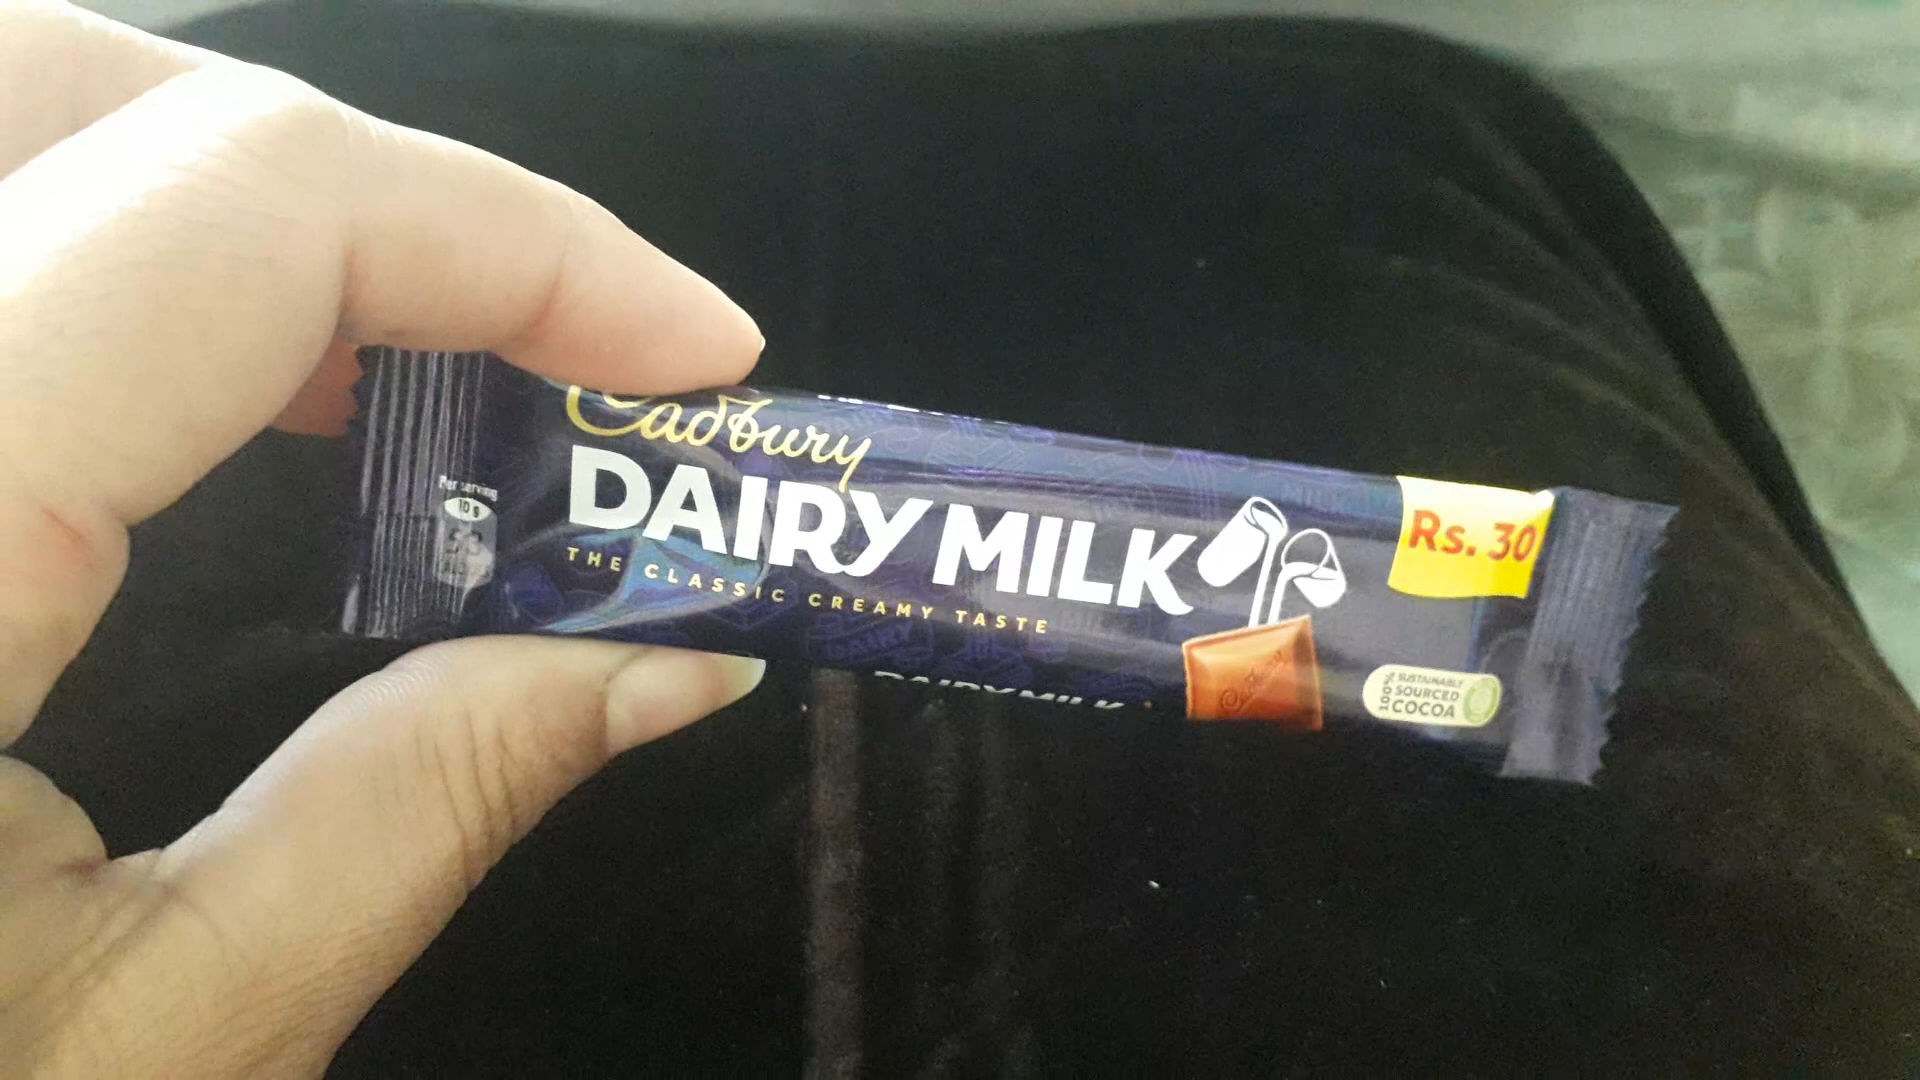 Cadbury
DAIRY MILK
THE CLASSIC CREAMY TASTE
Rs. 30
Per serving
10 g
100% SUSTAINABLY
SOURCED
COCOA
DAIRY MILK